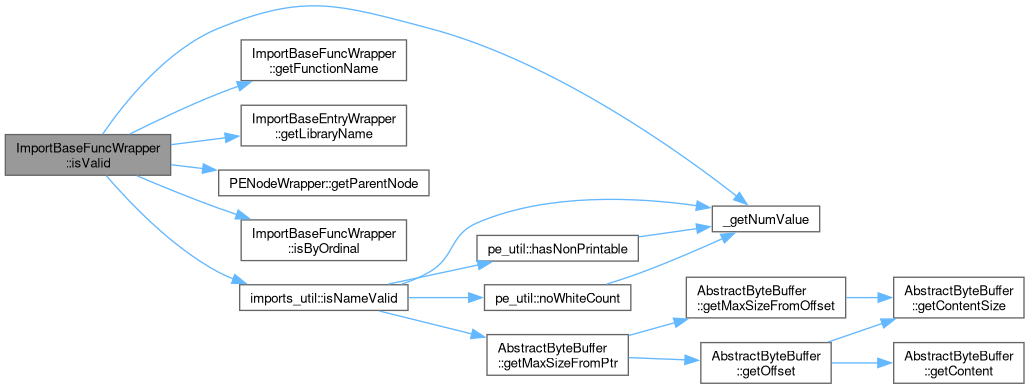 ImportBaseFuncWrapper
::isValid
ImportBaseFuncWrapper
::getFunctionName
ImportBaseEntryWrapper
::getLibraryName
PENodeWrapper::getParentNode
ImportBaseFuncWrapper
::isByOrdinal
imports_util::isNameValid
pe_util::hasNonPrintable
pe_util::noWhiteCount
AbstractByteBuffer
::getMaxSizeFromPtr
_getNumValue
AbstractByteBuffer
::getMaxSizeFromOffset
AbstractByteBuffer
::getOffset
AbstractByteBuffer
::getContentSize
AbstractByteBuffer
::getContent